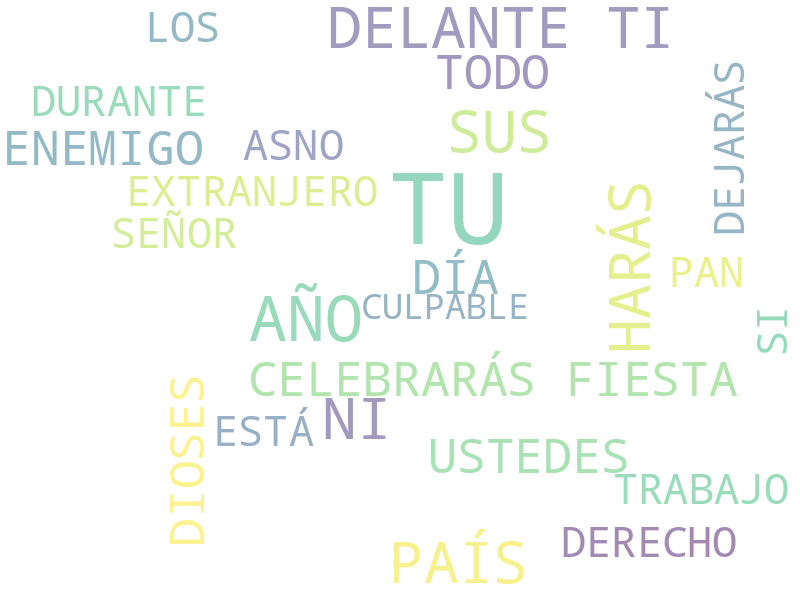 LOS
DELANTE TI
TODO
DURANTE
SUS
DEJARÁS
ENEMIGO
ASNO
TU
EXTRANJERO
HARÁS
SEÑOR
DÍA
PAN
AÑO
CULPABLE
SI
CELEBRARÁS FIESTA
DIOSES
NI
ESTÁ
USTEDES
TRABAJO
PAÍS
DERECHO